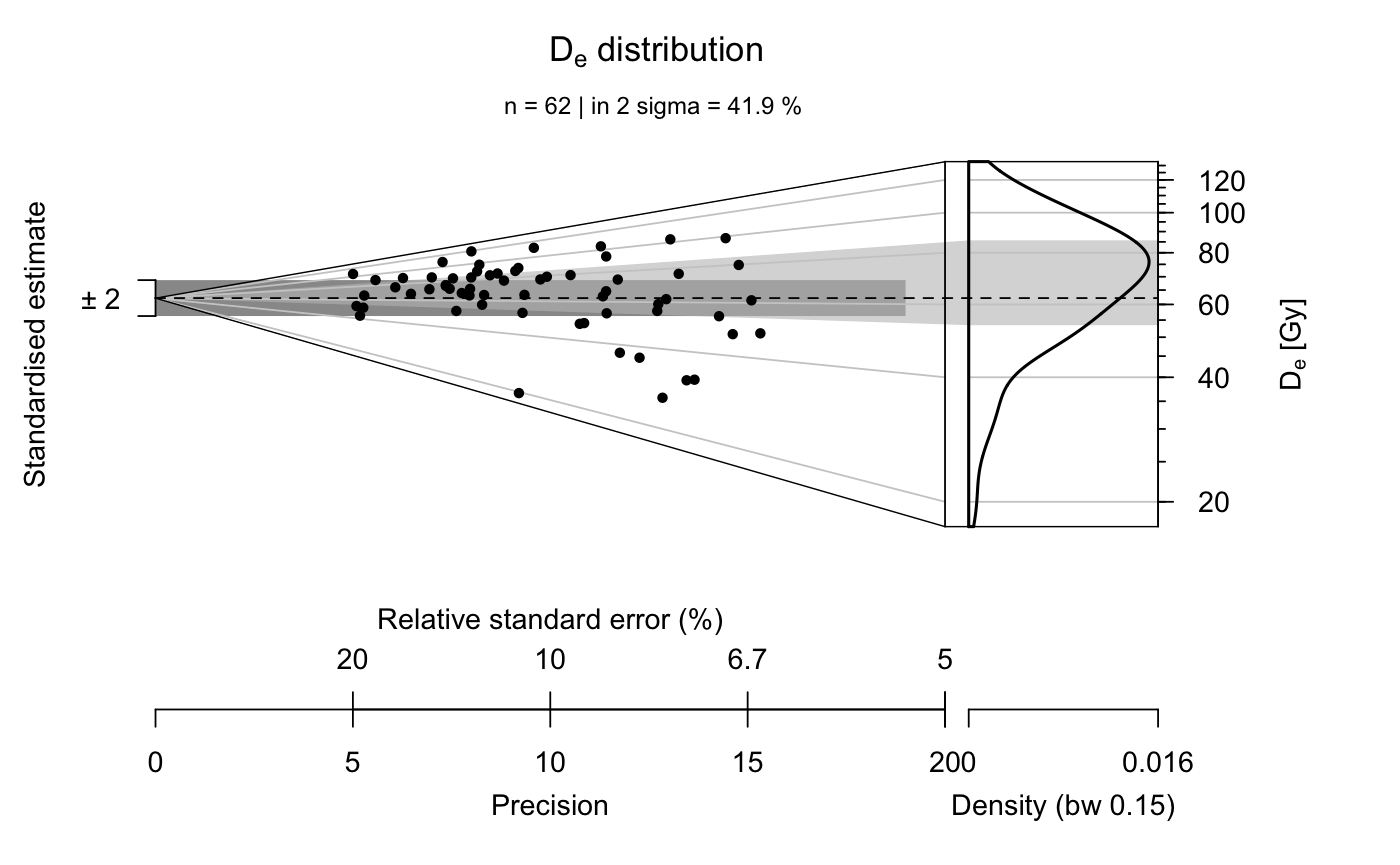 De distribution
n = 62 | in 2 sigma = 41.9 %
Standardised estimate
± 2
120
100
80
60
40
20
De [Gy]
Relative standard error (%)
20 10 6.7 5
0 5 10 15 200 0.016
Precision
Density (bw 0.15)